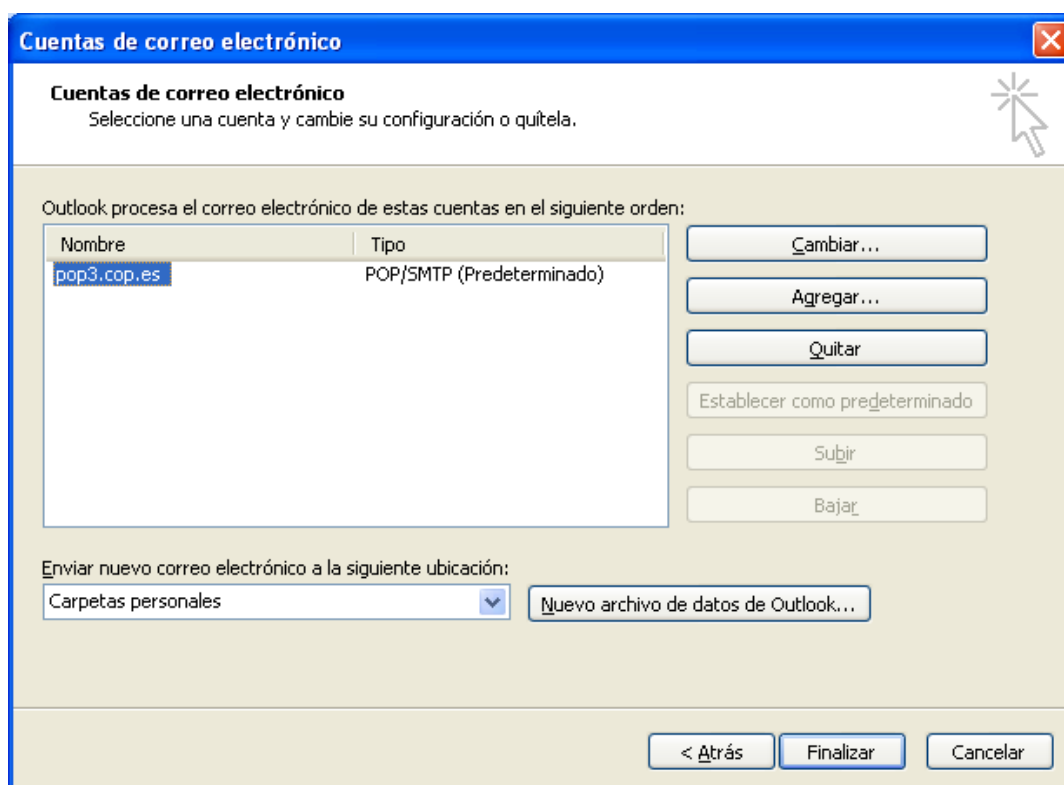 Cuentas de correo electrónico
Cuentas de correo electrónico
Seleccione una cuenta y cambie su configuración o quítela.
Outlook procesa el correo electrónico de estas cuentas en el siguiente orden:
Nombre Tipo
pop3.cop.es POP/SMTP (Predeterminado)
Cambiar...
Agregar...
Quitar
Establecer como predeterminado
Subir
Bajar
Enviar nuevo correo electrónico a la siguiente ubicación:
Carpetas personales
Nuevo archivo de datos de Outlook...
< Atrás Finalizar Cancelar